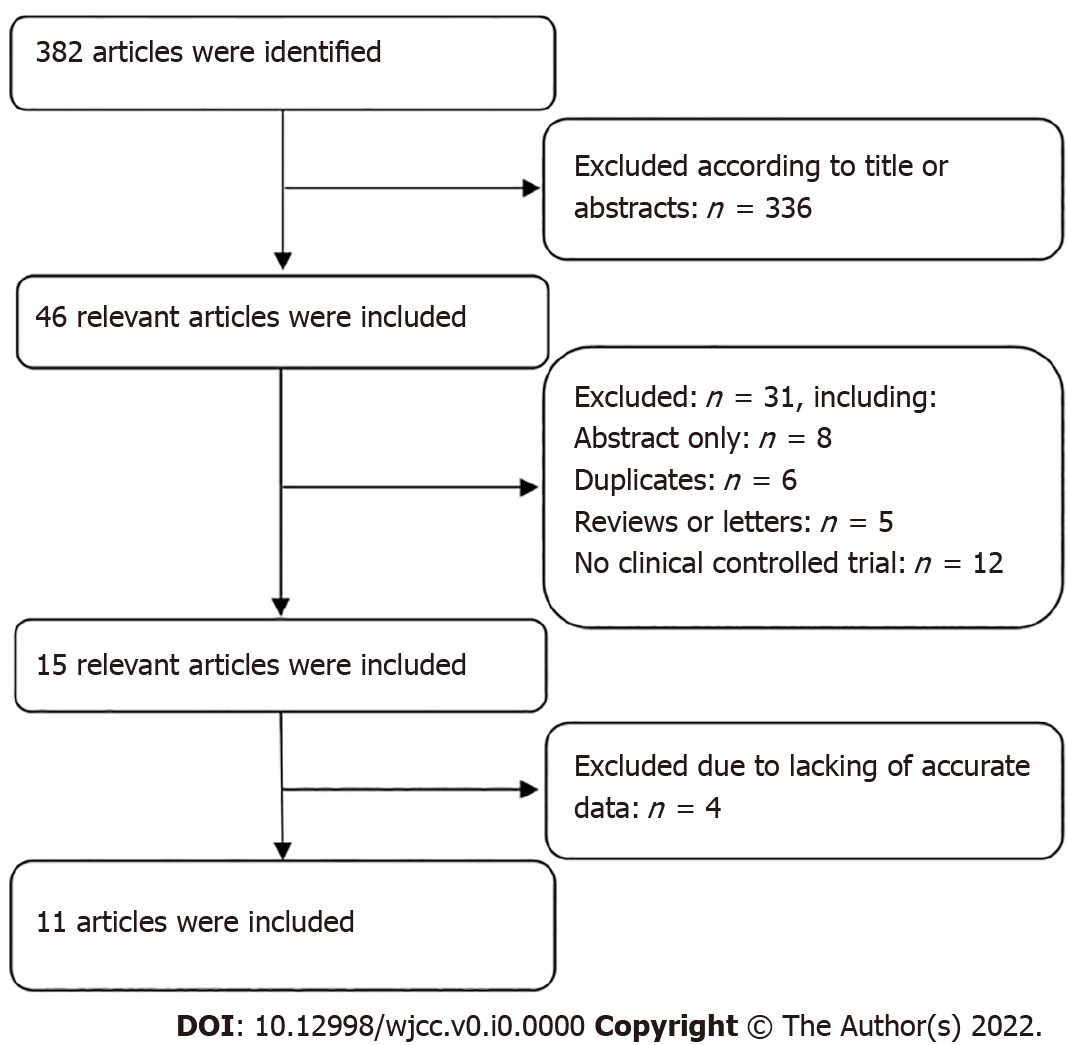 382 articles were identified
Excluded according to title or
abstracts: n = 336
46 relevant articles were included
Excluded: n = 31, including:
Abstract only: n = 8
Duplicates: n = 6
Reviews or letters: n = 5
No clinical controlled trial: n = 12
15 relevant articles were included
Excluded due to lacking of accurate
data: n = 4
11 articles were included
DOI: 10.12998/wjcc.v0.i0.0000 Copyright © The Author(s) 2022.